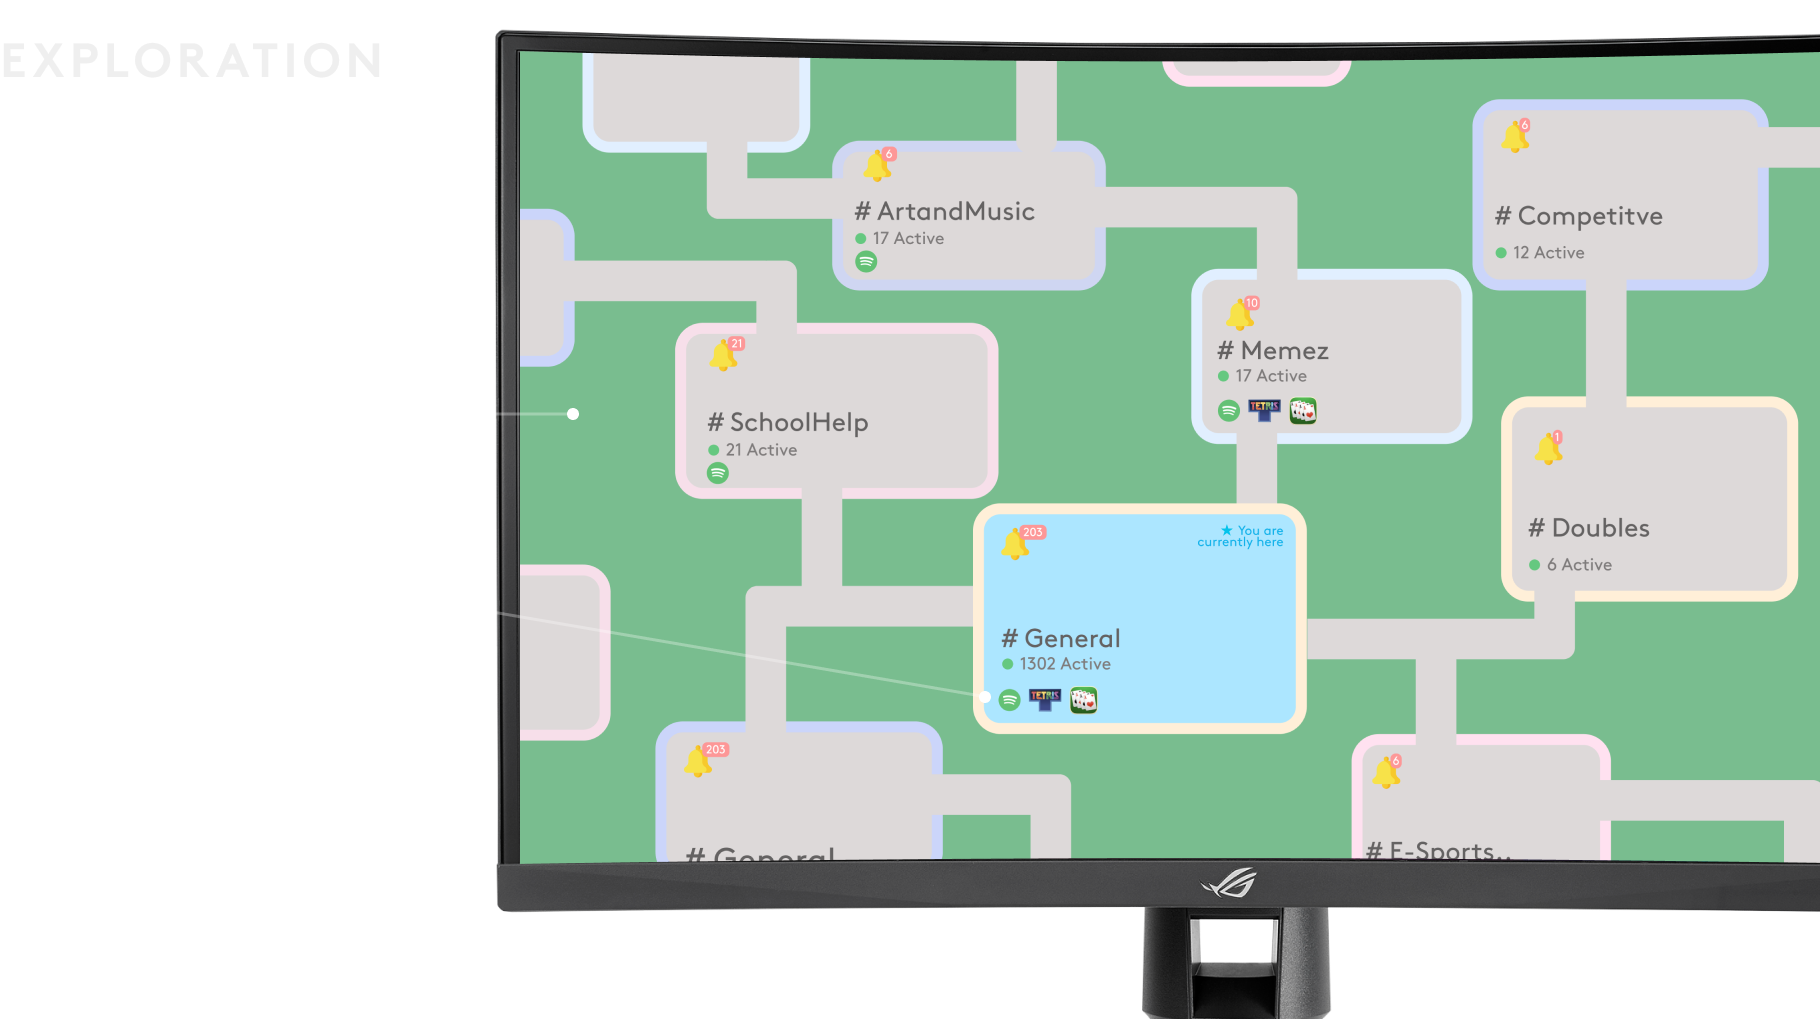 EXPLORATION
6
# ArtandMusic
17 Active
6
# Competitve
12 Active
10
# Memez
17 Active
TETRIS
21
# SchoolHelp
21 Active
1
# Doubles
6 Active
203
★ You are
currently here
# General
1302 Active
TETRIS
203
# General
6
# E-Sports..